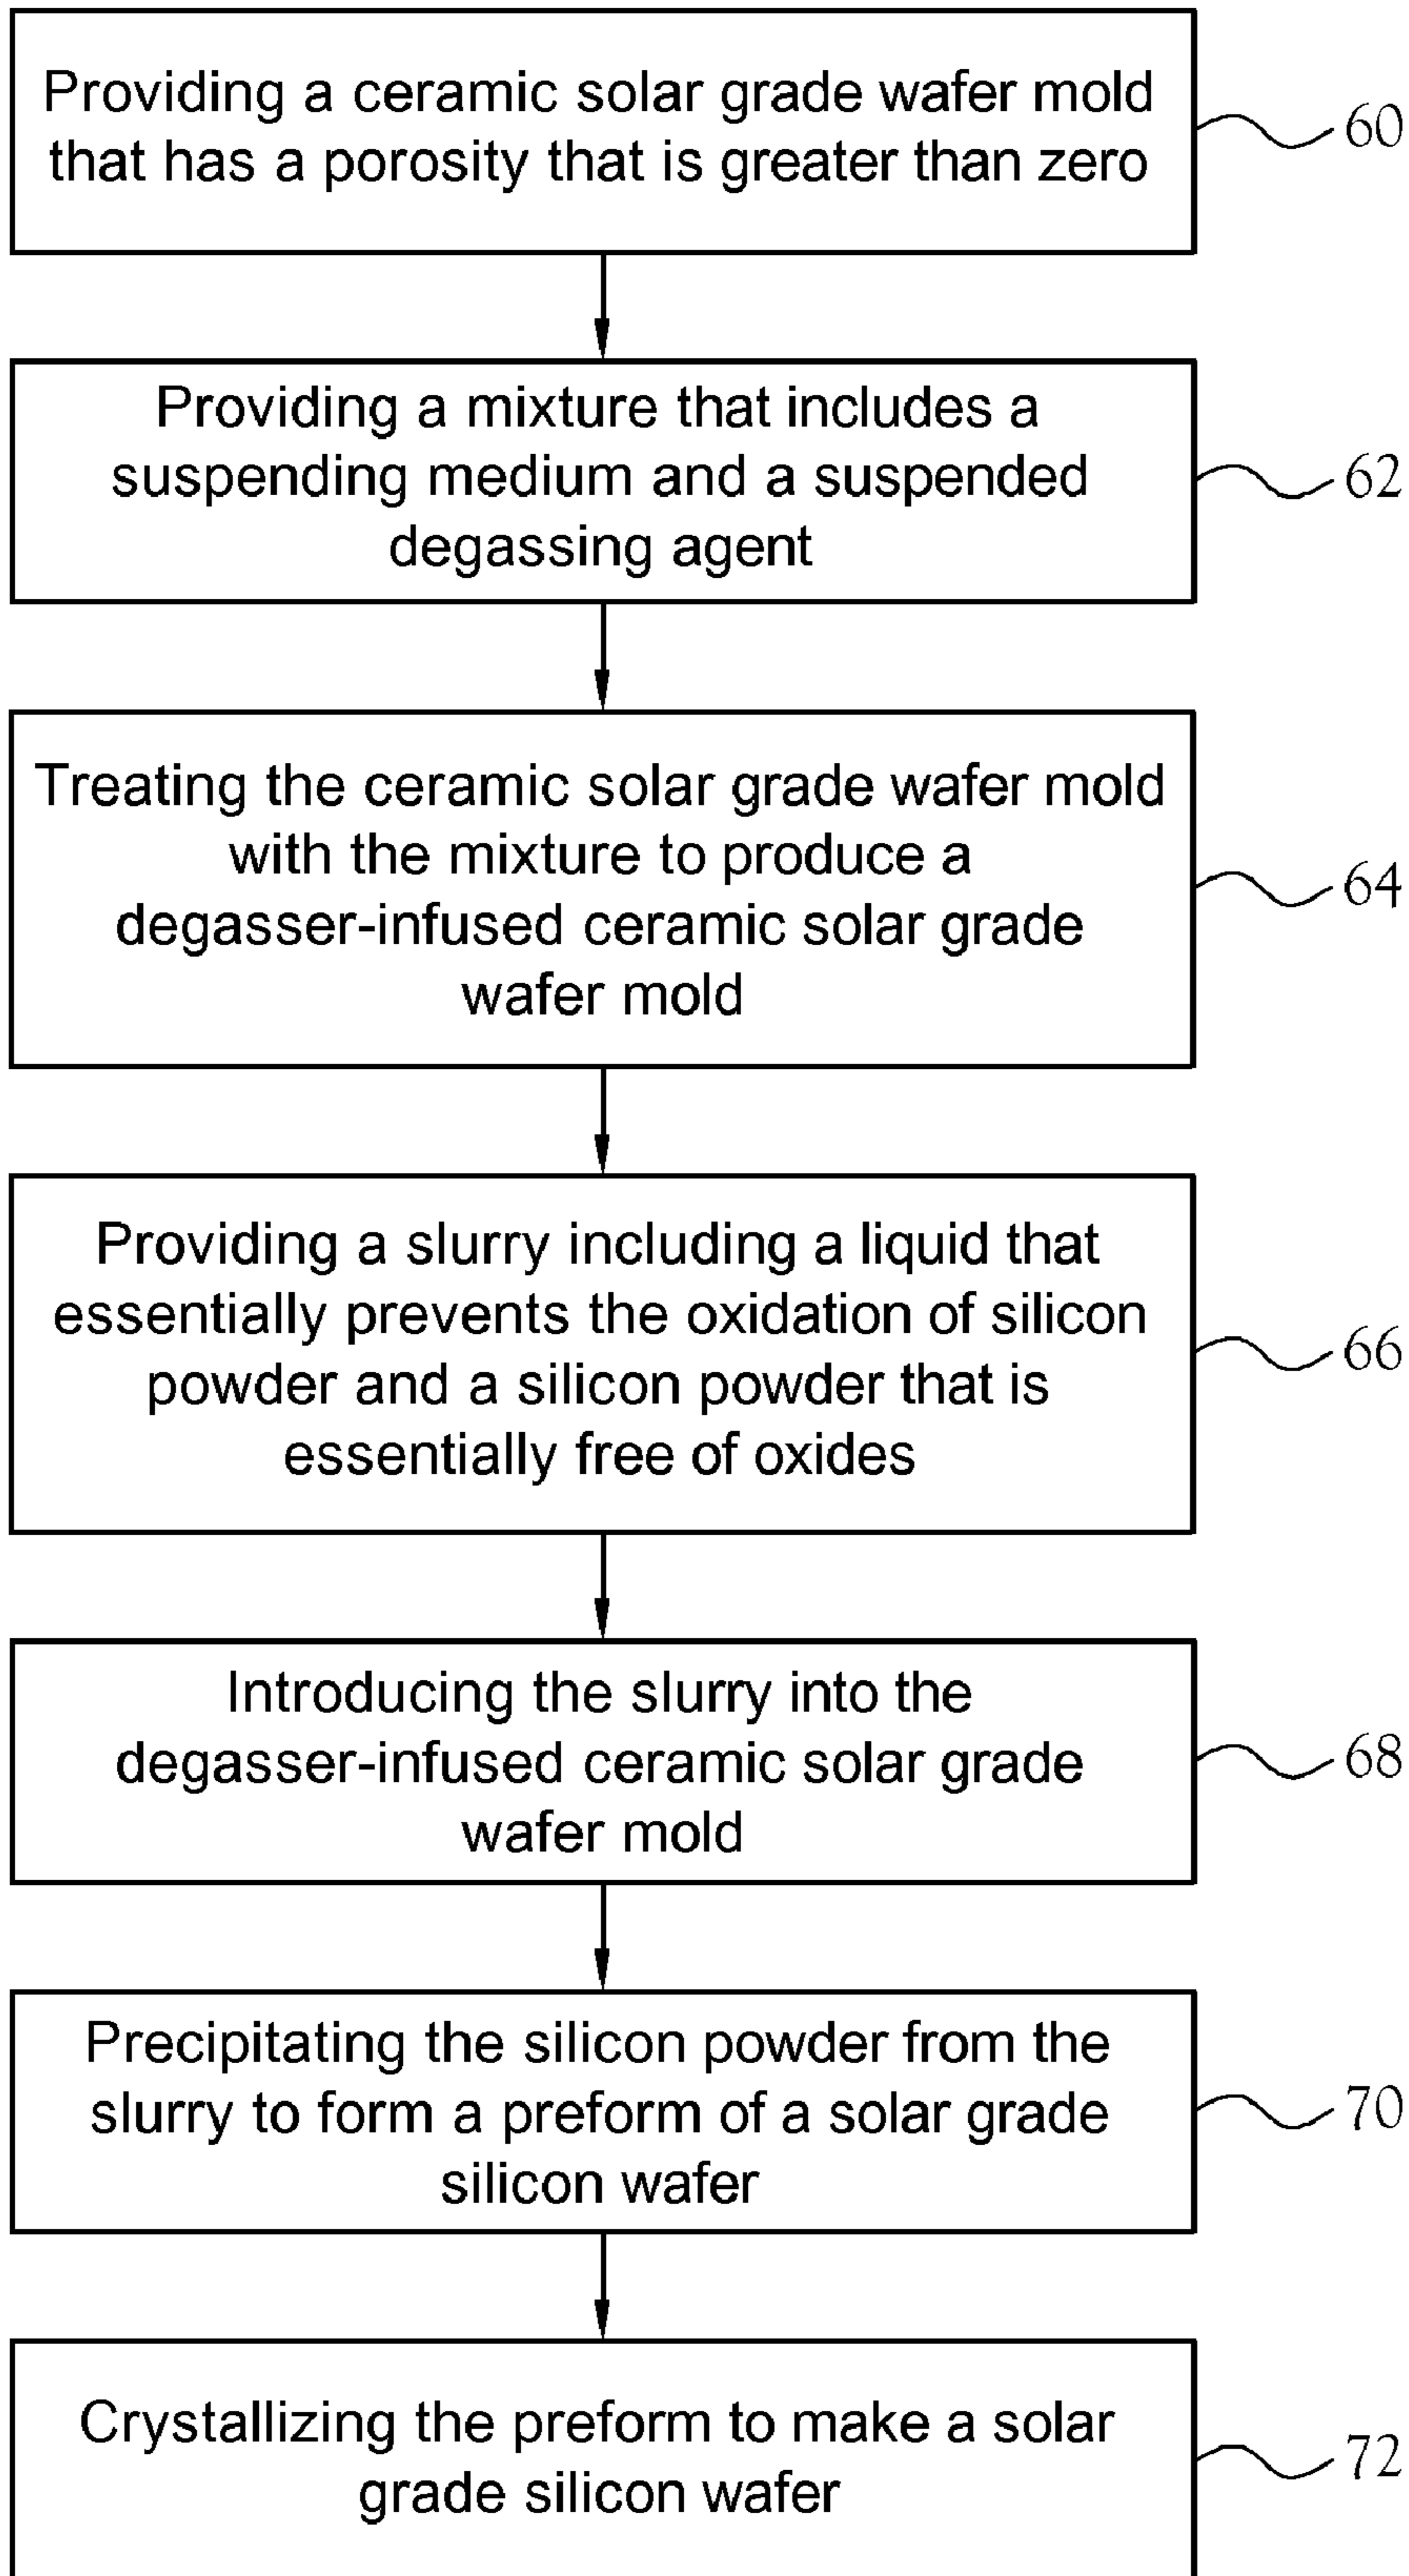 Providing a ceramic solar grade wafer mold
that has a porosity that is greater than zero
60
Providing a mixture that includes a
suspending medium and a suspended
degassing agent
62
Treating the ceramic solar grade wafer mold
with the mixture to produce a
degasser-infused ceramic solar grade
wafer mold
64
Providing a slurry including a liquid that
essentially prevents the oxidation of silicon
powder and a silicon powder that is
essentially free of oxides
66
Introducing the slurry into the
degasser-infused ceramic solar grade
wafer mold
68
Precipitating the silicon powder from the
slurry to form a preform of a solar grade
silicon wafer
70
Crystallizing the preform to make a solar
grade silicon wafer
72